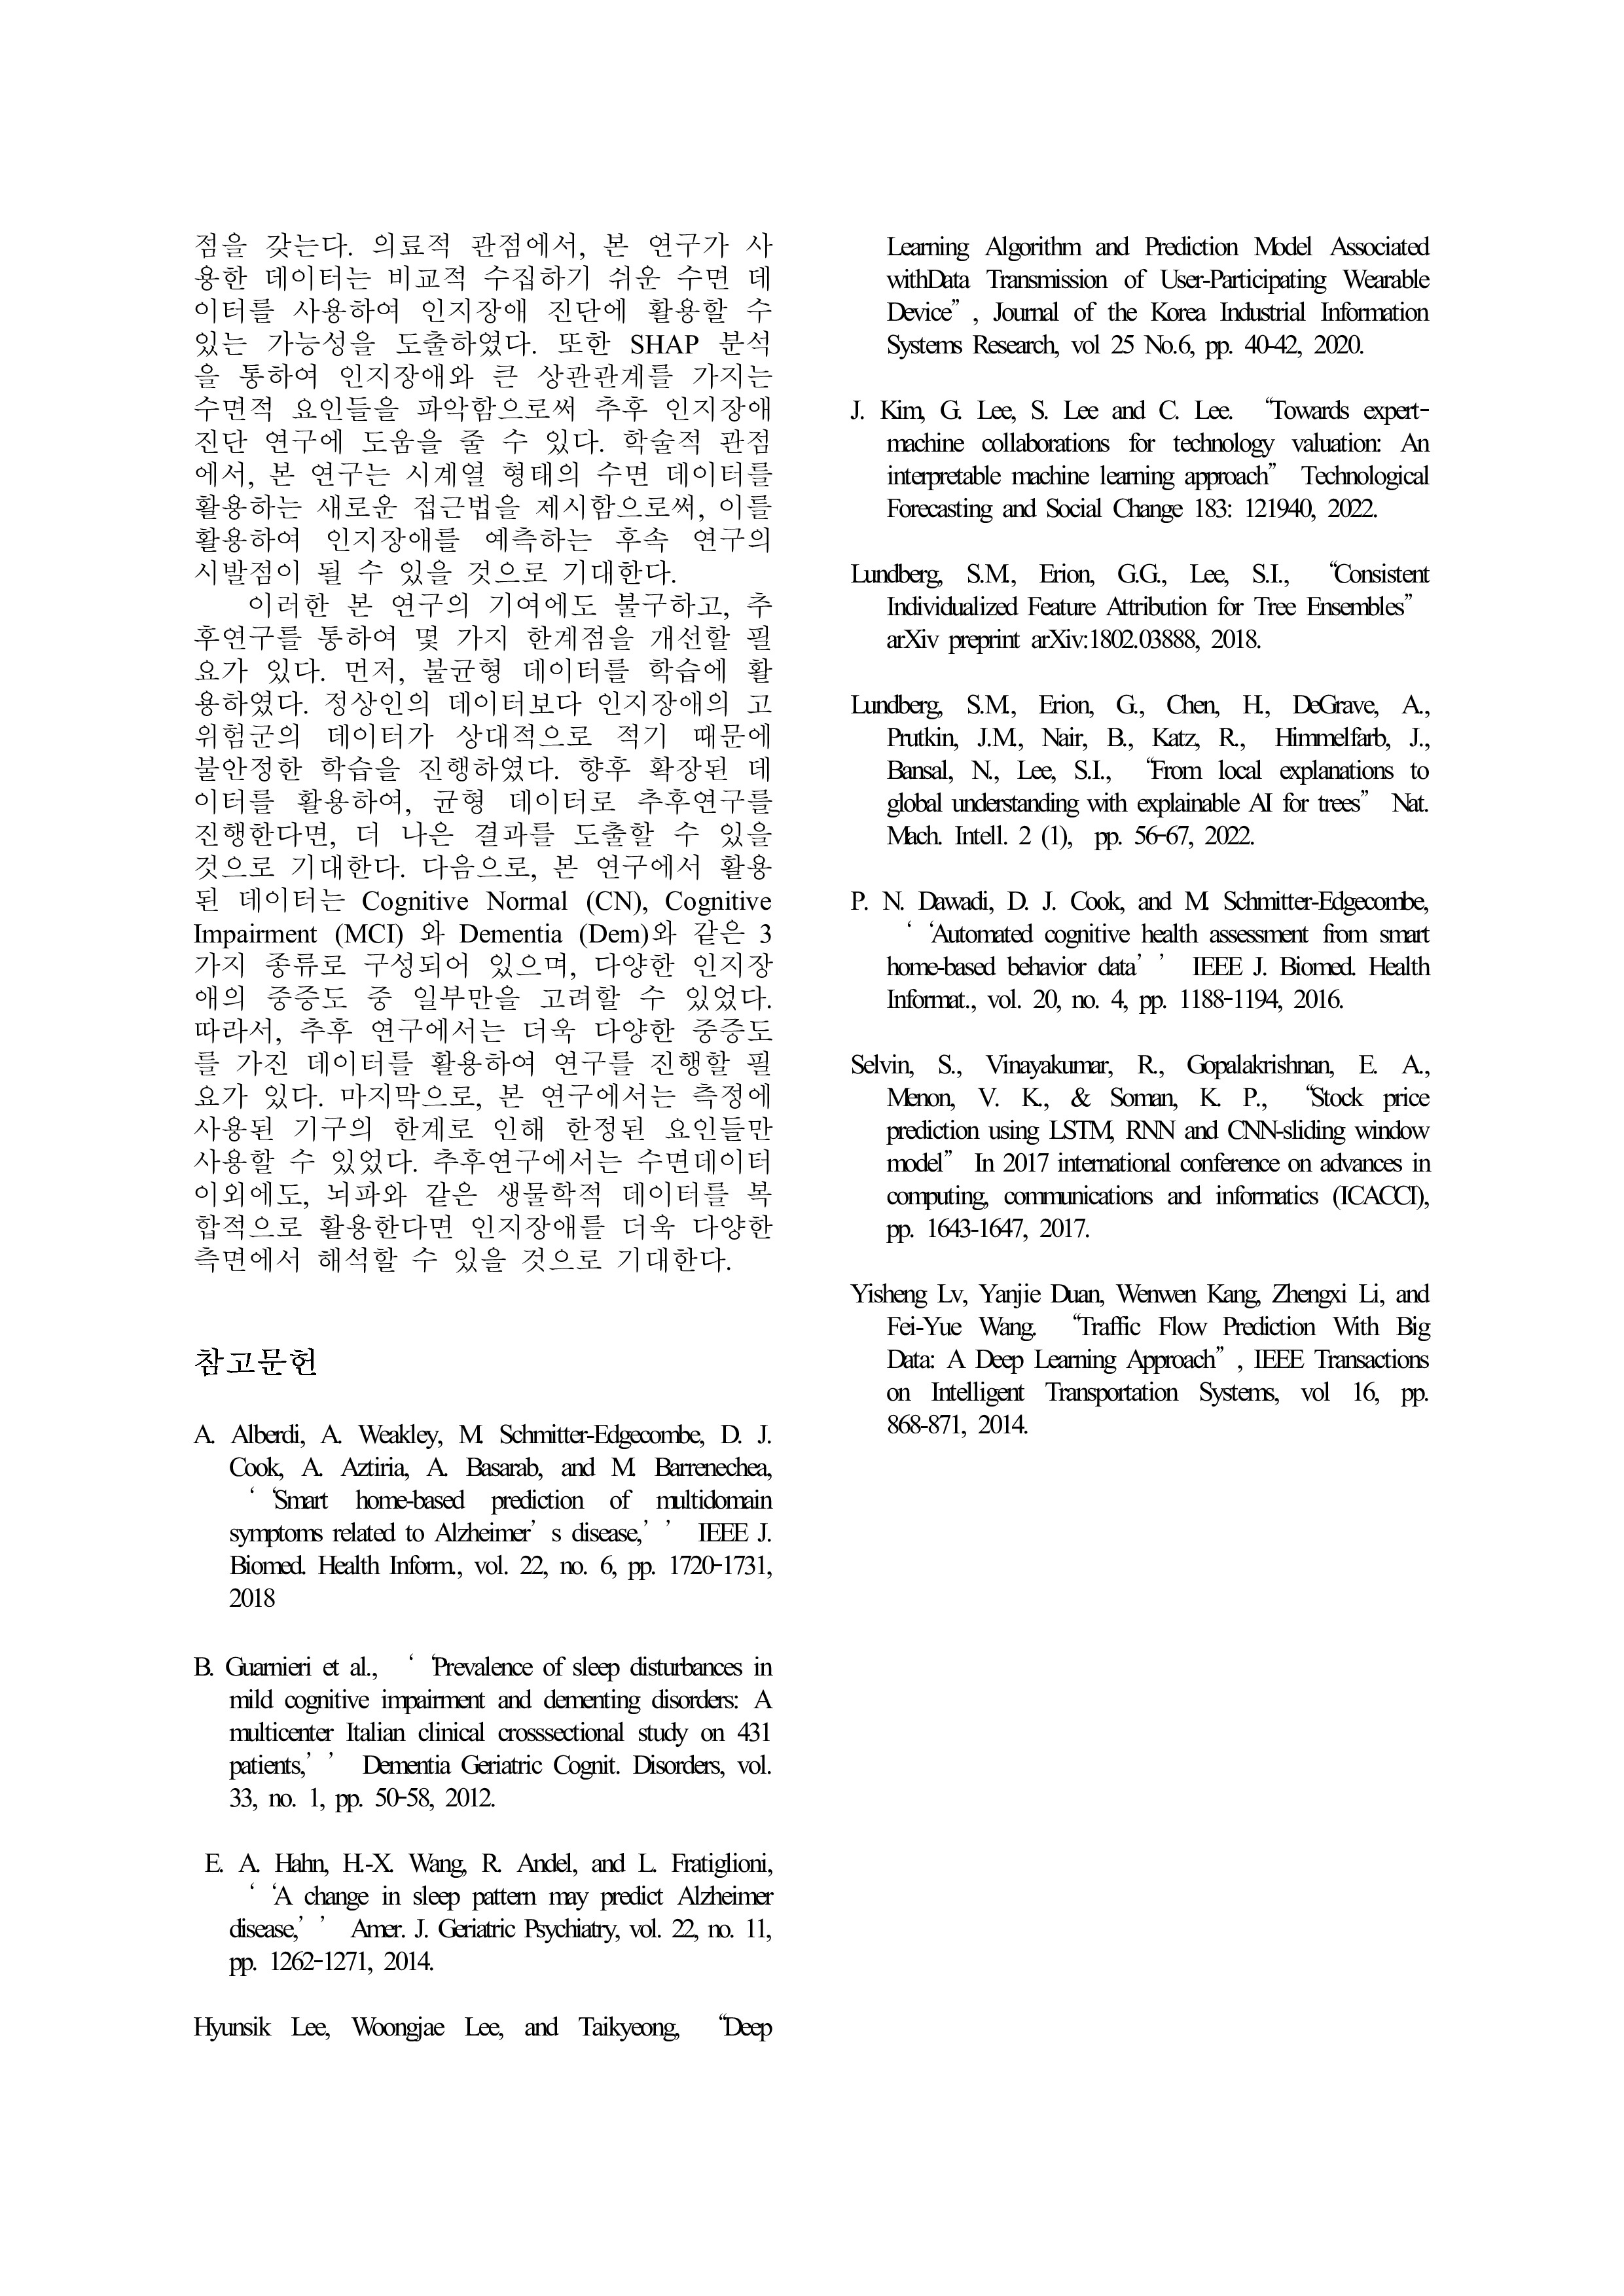 점을 갖는다. 의료적 관점에서, 본 연구가 사
용한 데이터는 비교적 수집하기 쉬운 수면 데
이터를 사용하여 인지장애 진단에 활용할 수
있는 가능성을 도출하였다. 또한 SHAP 분석
을 통하여 인지장애와 큰 상관관계를 가지는
수면적 요인들을 파악함으로써 추후 인지장애
진단 연구에 도움을 줄 수 있다. 학술적 관점
에서, 본 연구는 시계열 형태의 수면 데이터를
활용하는 새로운 접근법을 제시함으로써, 이를
활용하여 인지장애를 예측하는 후속 연구의
시발점이 될 수 있을 것으로 기대한다.
이러한 본 연구의 기여에도 불구하고, 추
후연구를 통하여 몇 가지 한계점을 개선할 필
요가 있다. 먼저, 불균형 데이터를 학습에 활
용하였다. 정상인의 데이터보다 인지장애의 고
위험군의 데이터가 상대적으로 적기 때문에
불안정한 학습을 진행하였다. 향후 확장된 데
이터를 활용하여, 균형 데이터로 추후연구를
진행한다면, 더 나은 결과를 도출할 수 있을
것으로 기대한다. 다음으로, 본 연구에서 활용
된 데이터는 Cognitive Normal (CN), Cognitive
Impairment (MCI) 와 Dementia (Dem)와 같은 3
가지 종류로 구성되어 있으며, 다양한 인지장
애의 중증도 중 일부만을 고려할 수 있었다.
따라서, 추후 연구에서는 더욱 다양한 중증도
를 가진 데이터를 활용하여 연구를 진행할 필
요가 있다. 마지막으로, 본 연구에서는 측정에
사용된 기구의 한계로 인해 한정된 요인들만
사용할 수 있었다. 추후연구에서는 수면데이터
이외에도, 뇌파와 같은 생물학적 데이터를 복
합적으로 활용한다면 인지장애를 더욱 다양한
측면에서 해석할 수 있을 것으로 기대한다.
참고문헌
A. Alberdi, A. Weakley, M. Schmitter-Edgecombe, D. J.
Cook, A. Aztiria, A. Basarab, and M. Barrenechea,
‘‘Smart home-based prediction of multidomain
symptoms related to Alzheimer’s disease,’’ IEEE J.
Biomed. Health Inform., vol. 22, no. 6, pp. 1720–1731,
2018
B. Guarnieri et al., ‘‘Prevalence of sleep disturbances in
mild cognitive impairment and dementing disorders: A
multicenter Italian clinical crosssectional study on 431
patients,’’ Dementia Geriatric Cognit. Disorders, vol.
33, no. 1, pp. 50–58, 2012.
E. A. Hahn, H.-X. Wang, R. Andel, and L. Fratiglioni,
‘‘A change in sleep pattern may predict Alzheimer
disease,’’ Amer. J. Geriatric Psychiatry, vol. 22, no. 11,
pp. 1262–1271, 2014.
Hyunsik Lee, Woongjae Lee, and Taikyeong, “Deep
Learning Algorithm and Prediction Model Associated
withData Transmission of User-Participating Wearable
Device”, Journal of the Korea Industrial Information
Systems Research, vol 25 No.6, pp. 40-42, 2020.
J. Kim, G. Lee, S. Lee and C. Lee. “Towards expert–
machine collaborations for technology valuation: An
interpretable machine learning approach” Technological
Forecasting and Social Change 183: 121940, 2022.
Lundberg, S.M., Erion, G.G., Lee, S.I., “Consistent
Individualized Feature Attribution for Tree Ensembles”
arXiv preprint arXiv:1802.03888, 2018.
Lundberg, S.M., Erion, G., Chen, H., DeGrave, A.,
Prutkin, J.M., Nair, B., Katz, R., Himmelfarb, J.,
Bansal, N., Lee, S.I., “From local explanations to
global understanding with explainable AI for trees” Nat.
Mach. Intell. 2 (1), pp. 56–67, 2022.
P. N. Dawadi, D. J. Cook, and M. Schmitter-Edgecombe,
‘‘Automated cognitive health assessment from smart
home-based behavior data’’ IEEE J. Biomed. Health
Informat., vol. 20, no. 4, pp. 1188–1194, 2016.
Selvin, S., Vinayakumar, R., Gopalakrishnan, E. A.,
Menon, V. K., & Soman, K. P., “Stock price
prediction using LSTM, RNN and CNN-sliding window
model” In 2017 international conference on advances in
computing, communications and informatics (ICACCI),
pp. 1643-1647, 2017.
Yisheng Lv, Yanjie Duan, Wenwen Kang, Zhengxi Li, and
Fei-Yue Wang. “Traffic Flow Prediction With Big
Data: A Deep Learning Approach”, IEEE Transactions
on Intelligent Transportation Systems, vol 16, pp.
868-871, 2014.